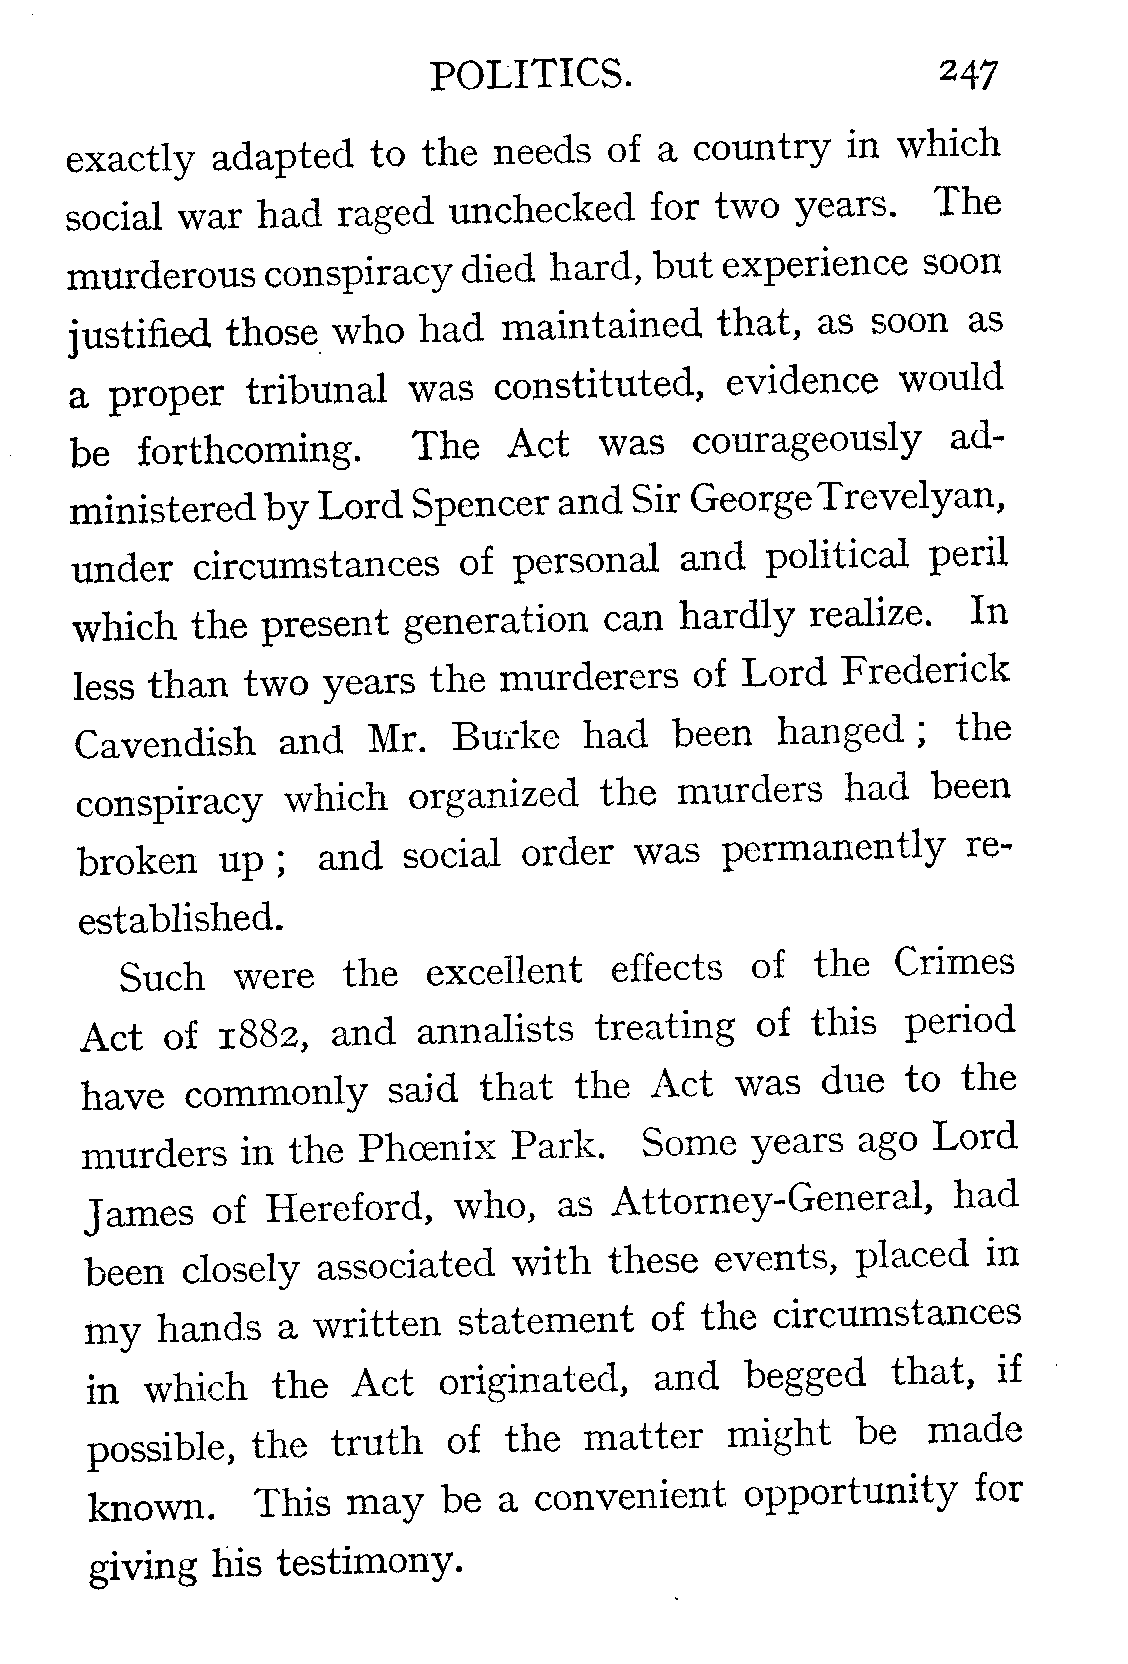 POLITICS. 247
exactly adapted to the needs of a country in which
social war had raged unchecked for two years. The
murderous conspiracy died hard, but experience soon
justified those who had maintained that, as soon as
a proper tribunal was constituted, evidence would
be forthcoming. The Act was courageously ad-
ministered by Lord Spencer and Sir George Trevelyan,
under circumstances of personal and political peril
which the present generation can hardly realize. In
less than two years the murderers of Lord Frederick
Cavendish and Mr. Burke had been hanged ; the
conspiracy which organized the murders had been
broken up ; and social order was permanently re-
established.
Such were the excellent effects of the Crimes
Act of 1882, and annalists treating of this period
have commonly said that the Act was due to the
murders in the Phœnix Park. Some years ago Lord
James of Hereford, who, as Attorney-General, had
been closely associated with these events, placed in
my hands a written statement of the circumstances
in which the Act originated, and begged that, if
possible, the truth of the matter might be made
known. This may be a convenient opportunity for
giving his testimony.